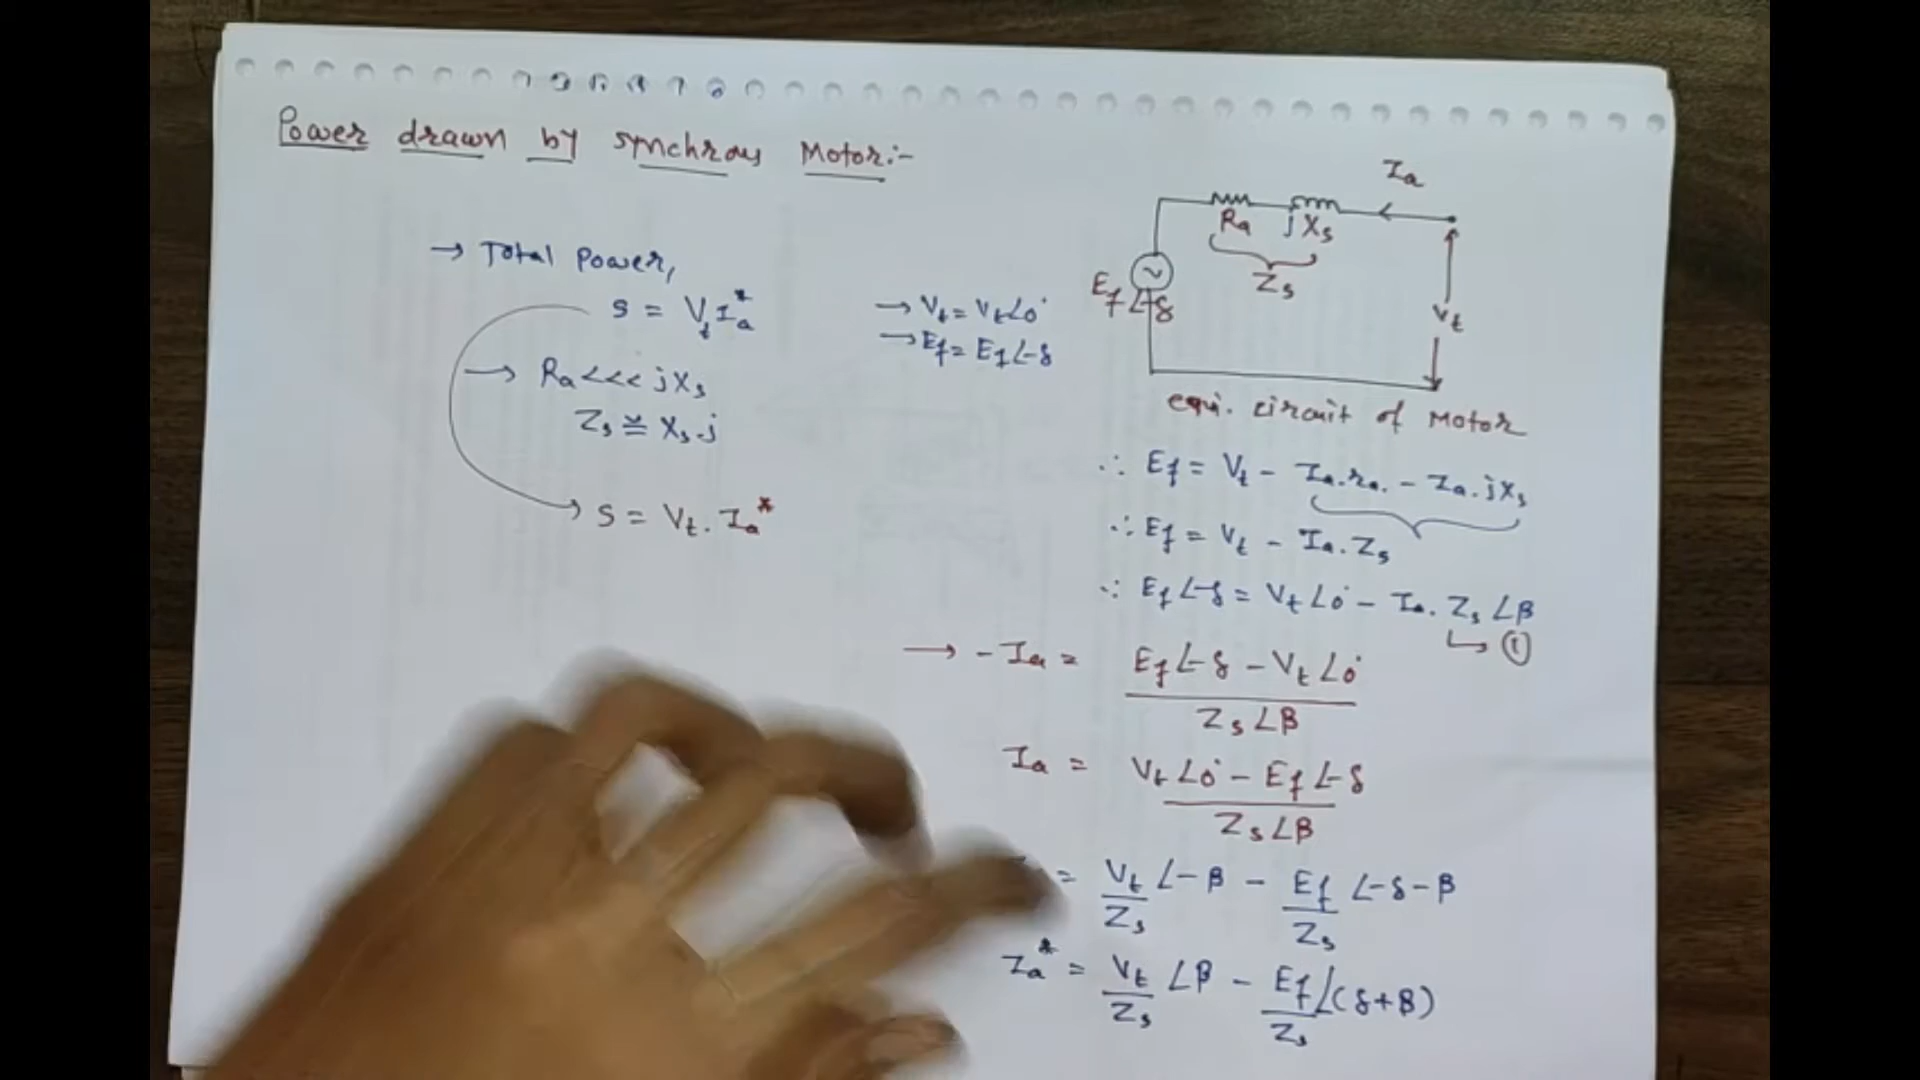 Power drawn by Synchrous Motor:-
→ Total Power,
S = VtIa*
→ Ra<<< jXs
Zs ≅ Xs.j
S = Vt. Ia*
→ Vt = Vt∠0°
→ Ef = Ef∠-δ
Ia
Ra jXs
Zs
Ef∠-δ
Vt
equi. circuit of Motor
∴ Ef = Vt - Ia.ra. - Ia.jXs
∴ Ef = Vt - Ia.Zs
∴ Ef∠-δ = Vt∠0° - Ia. Zs∠β
↳ ①
→ -Ia = Ef∠-δ - Vt∠0°
Zs∠β
Ia = Vt∠0° - Ef∠-δ
Zs∠β
= Vt/Zs ∠-β - Ef/Zs ∠-δ-β
Ia* = Vt/Zs ∠β - Ef/Zs ∠(δ+β)